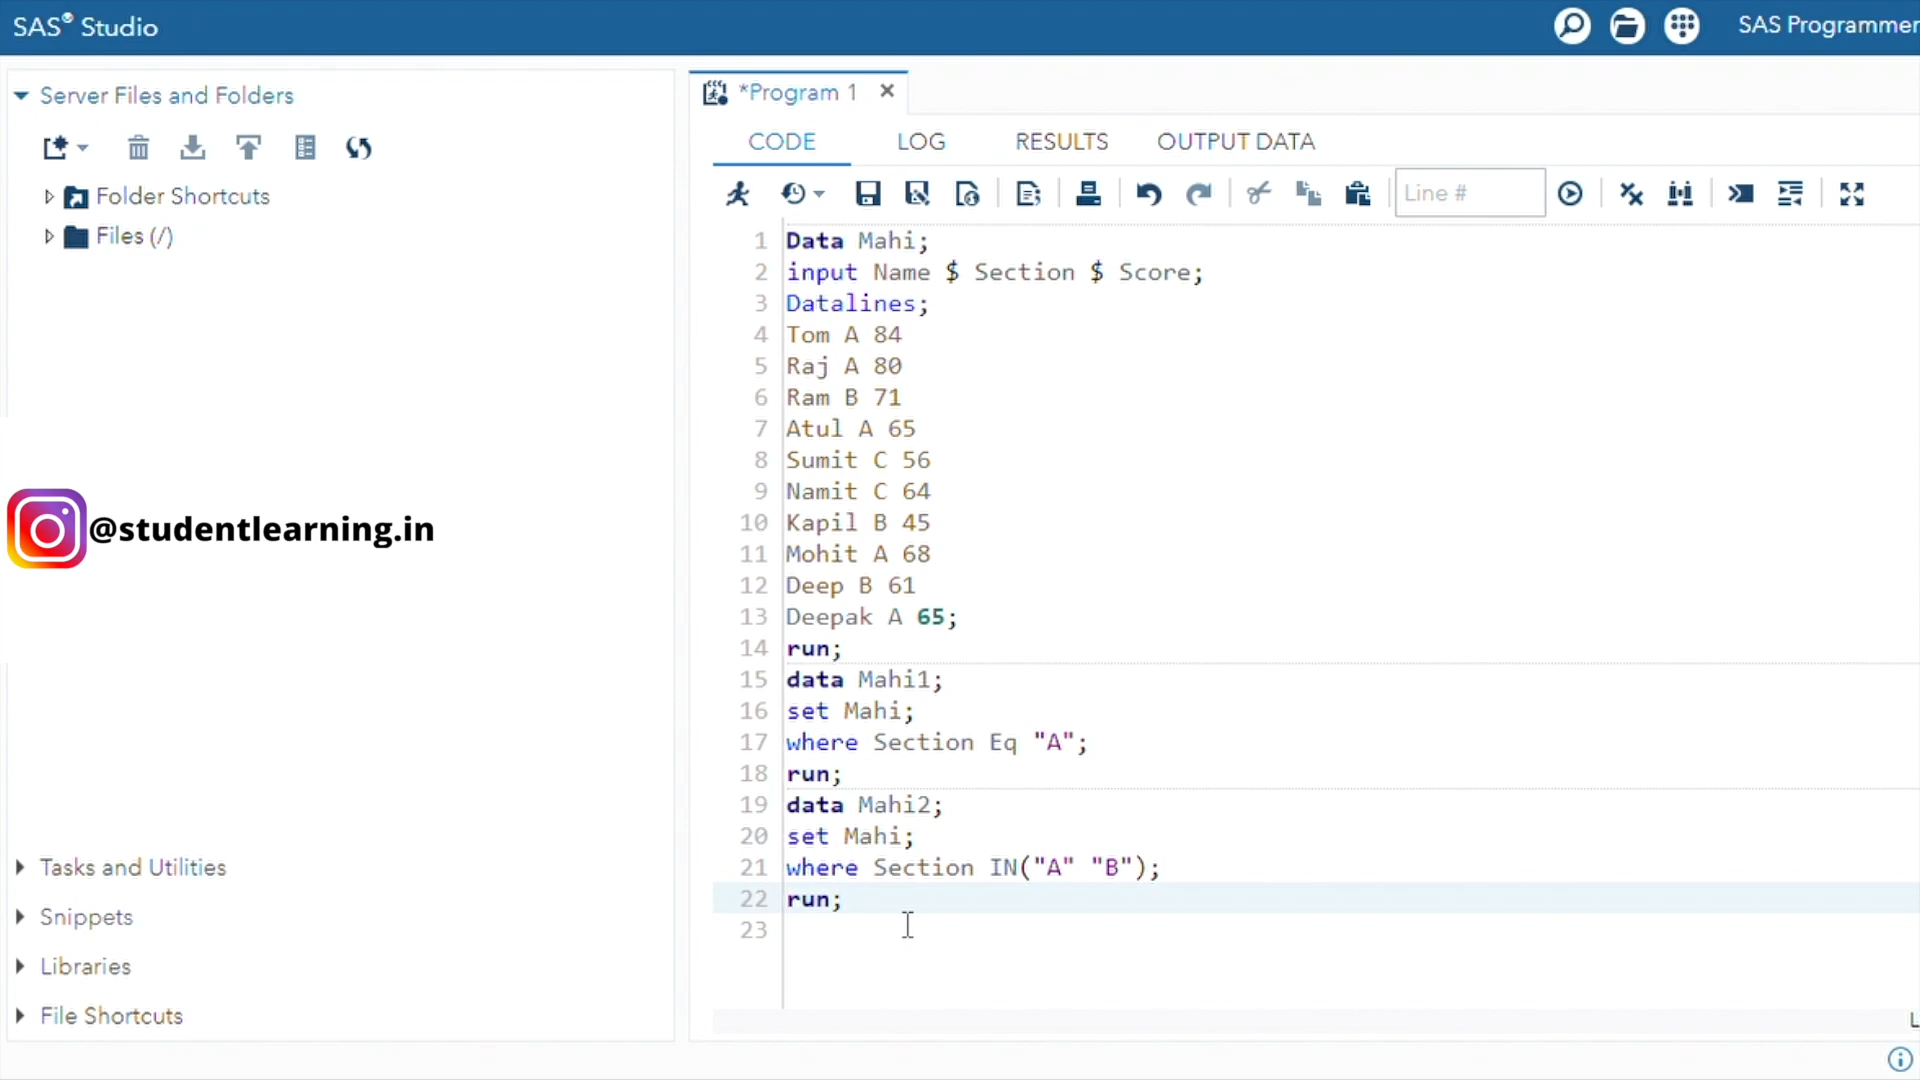 SAS® Studio
SAS Programmer
Server Files and Folders
Folder Shortcuts
Files (/)
@studentlearning.in
Tasks and Utilities
Snippets
Libraries
File Shortcuts
*Program 1
CODE LOG RESULTS OUTPUT DATA
Line #
1 Data Mahi;
2 input Name $ Section $ Score;
3 Datalines;
4 Tom A 84
5 Raj A 80
6 Ram B 71
7 Atul A 65
8 Sumit C 56
9 Namit C 64
10 Kapil B 45
11 Mohit A 68
12 Deep B 61
13 Deepak A 65;
14 run;
15 data Mahi1;
16 set Mahi;
17 where Section Eq "A";
18 run;
19 data Mahi2;
20 set Mahi;
21 where Section IN("A" "B");
22 run;
23
L